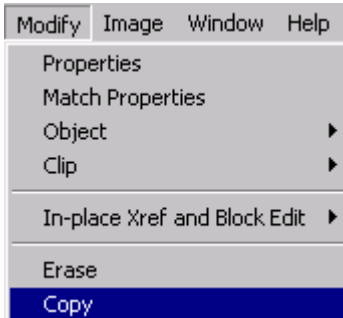 Modify Image Window Help
Properties
Match Properties
Object
Clip
In-place Xref and Block Edit
Erase
Copy